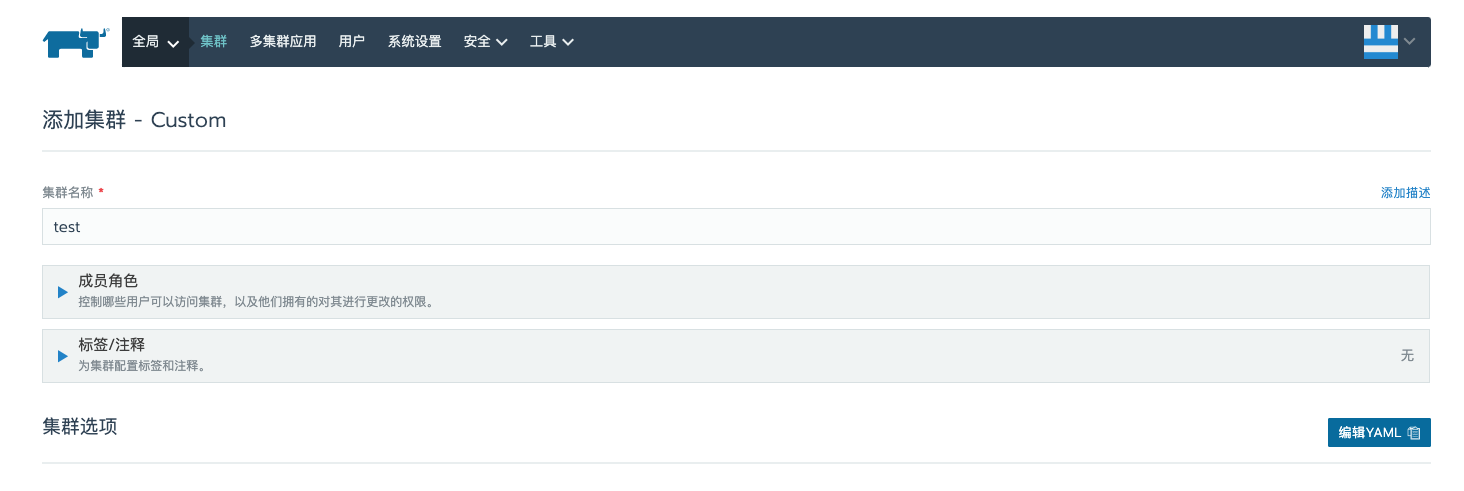 全局 集群 多集群应用 用户 系统设置 安全 工具
添加集群 - Custom
集群名称 * 添加描述
test
成员角色
控制哪些用户可以访问集群，以及他们拥有的对其进行更改的权限。
标签/注释
为集群配置标签和注释。
无
集群选项 编辑YAML